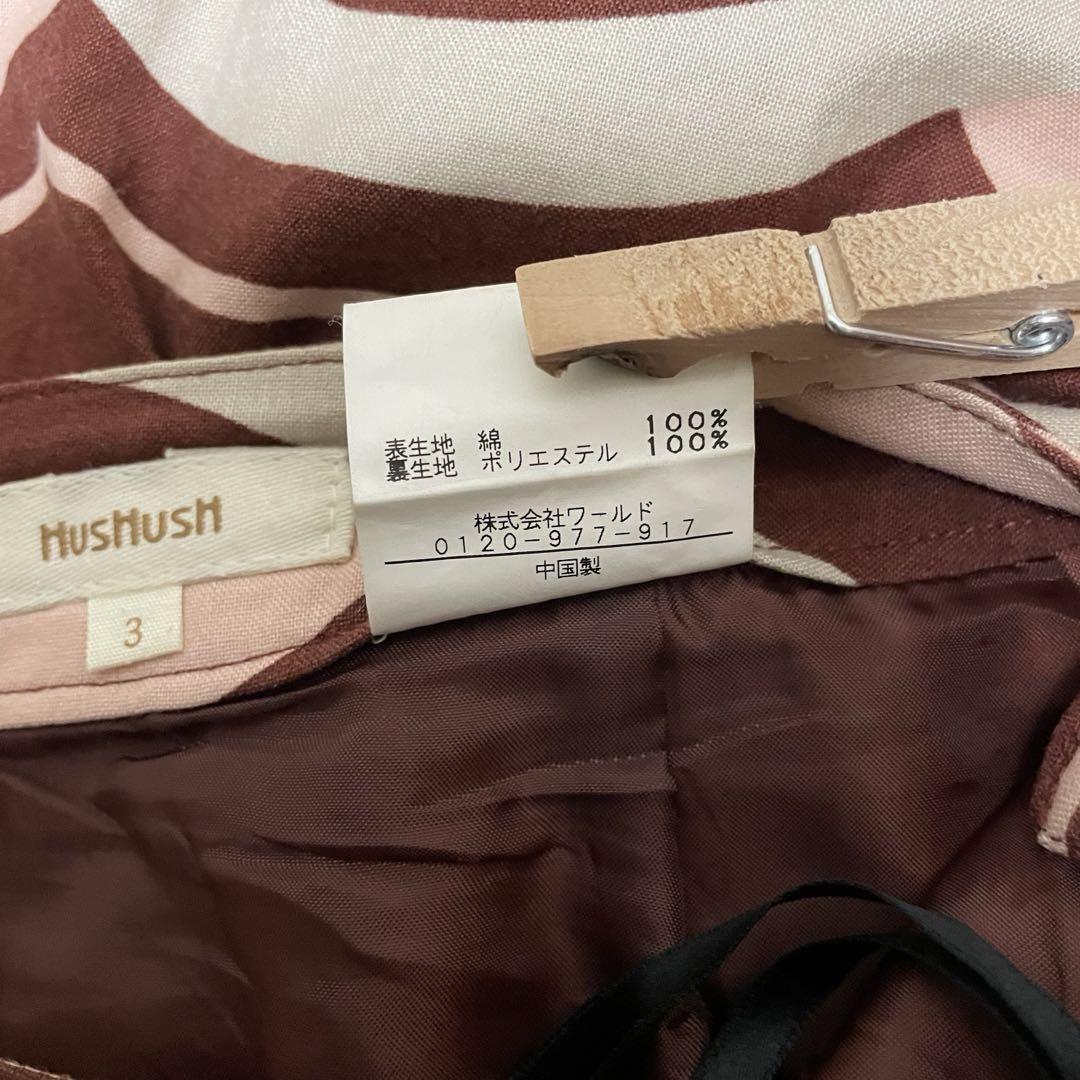 表生地 綿 100%
裏生地 ポリエステル 100%
株式会社ワールド
0120-977-917
中国製
HusHusH
3